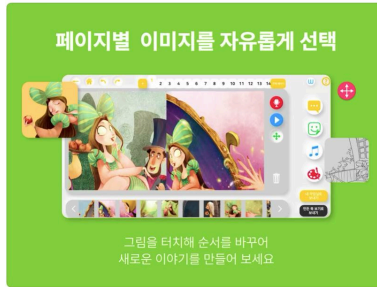 페이지별 이미지를 자유롭게 선택
2 3 4 5 6 7 8 9 10 11 12 13 14
그림을 터치해 순서를 바꾸어
새로운 이야기를 만들어 보세요